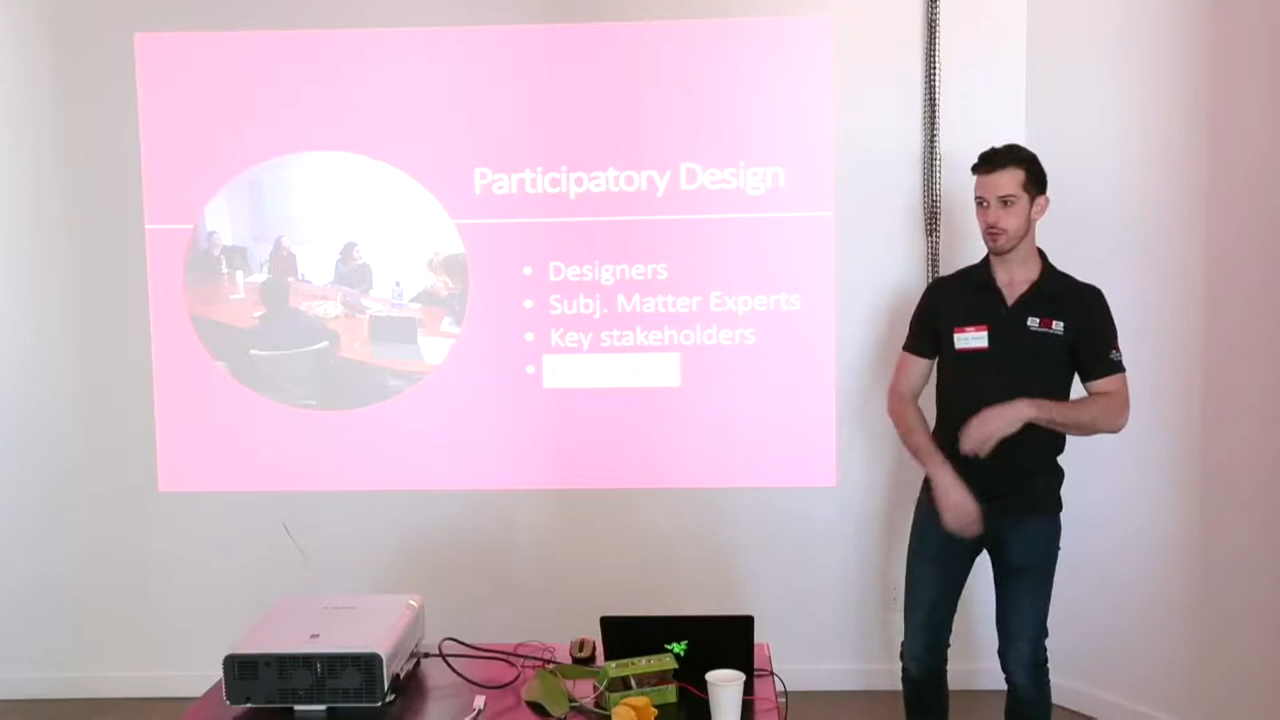 Participatory Design
• Designers
• Subj. Matter Experts
• Key stakeholders
•